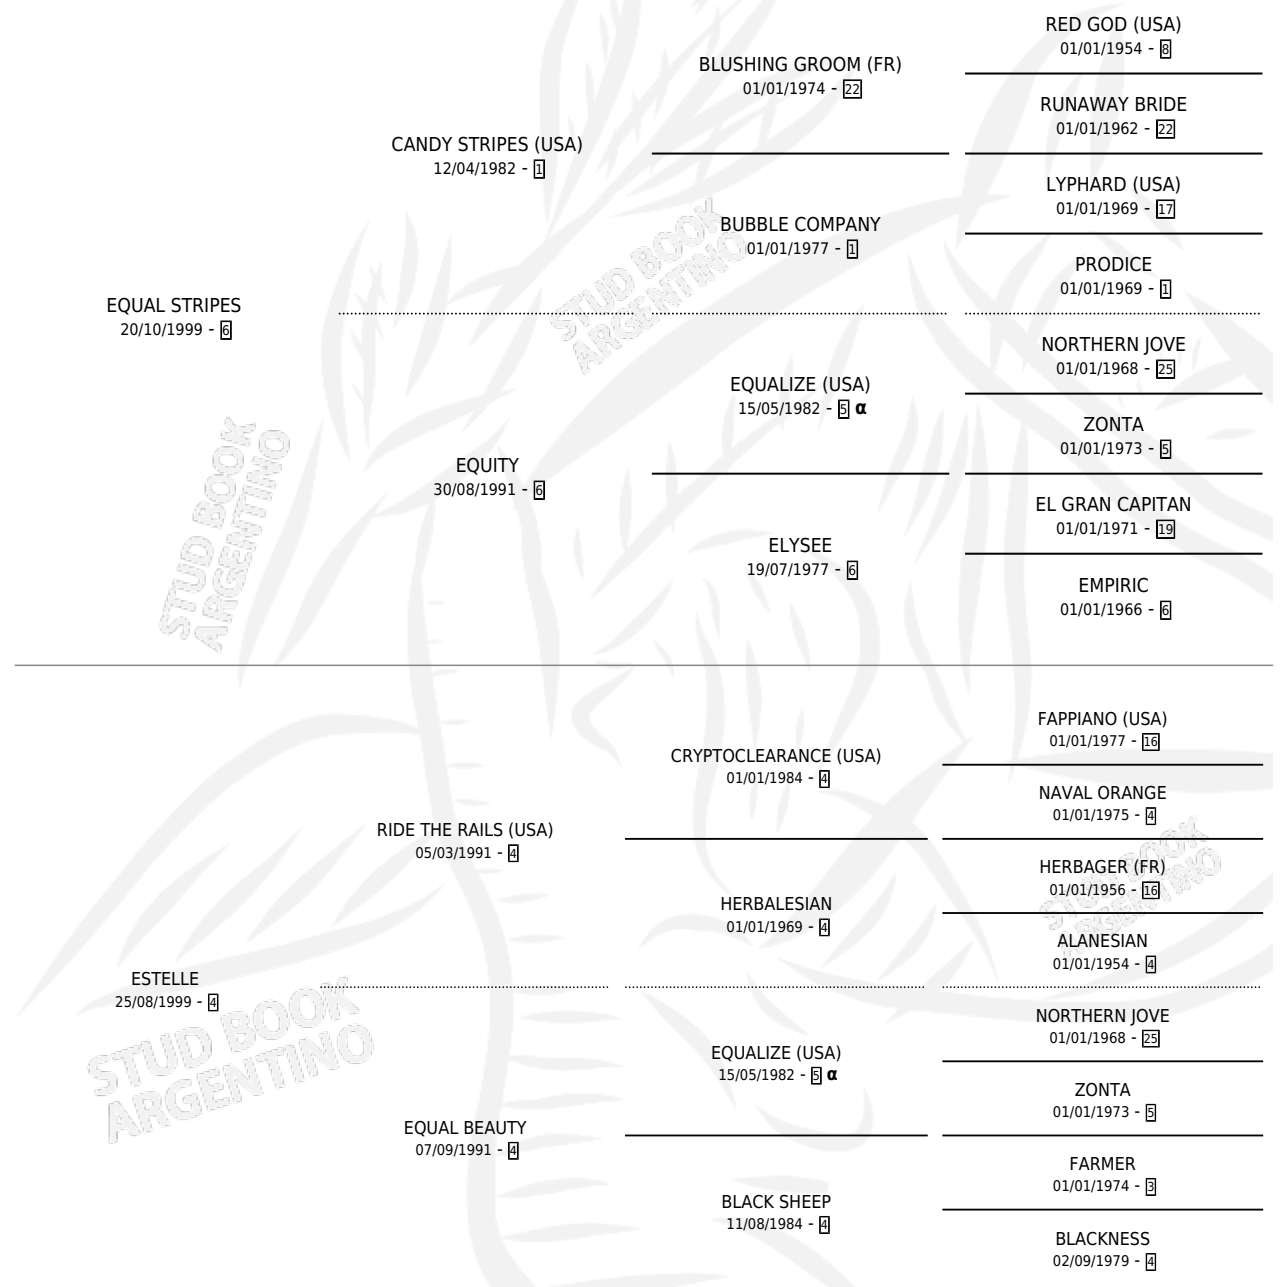 RED GOD (USA)
01/01/1954 - 8
BLUSHING GROOM (FR)
01/01/1974 - 22
RUNAWAY BRIDE
01/01/1962 - 22
CANDY STRIPES (USA)
12/04/1982 - 1
LYPHARD (USA)
01/01/1969 - 17
BUBBLE COMPANY
01/01/1977 - 1
PRODICE
01/01/1969 - 1
STUD BOOK
ARGENTINO
EQUAL STRIPES
20/10/1999 - 6
NORTHERN JOVE
01/01/1968 - 25
EQUALIZE (USA)
15/05/1982 - 5 α
ZONTA
01/01/1973 - 5
EQUITY
30/08/1991 - 6
EL GRAN CAPITAN
01/01/1971 - 19
ELYSEE
19/07/1977 - 6
EMPIRIC
01/01/1966 - 6
STUD BOOK
ARGENTINO
FAPPIANO (USA)
01/01/1977 - 16
CRYPTOCLEARANCE (USA)
01/01/1984 - 4
NAVAL ORANGE
01/01/1975 - 4
RIDE THE RAILS (USA)
05/03/1991 - 4
HERBAGER (FR)
01/01/1956 - 16
STUD BOOK
ARGENTINO
HERBALESIAN
01/01/1969 - 4
ALANESIAN
01/01/1954 - 4
ESTELLE
25/08/1999 - 4
STUD BOOK
ARGENTINO
NORTHERN JOVE
01/01/1968 - 25
EQUALIZE (USA)
15/05/1982 - 5 α
ZONTA
01/01/1973 - 5
EQUAL BEAUTY
07/09/1991 - 4
FARMER
01/01/1974 - 3
BLACK SHEEP
11/08/1984 - 4
BLACKNESS
02/09/1979 - 4